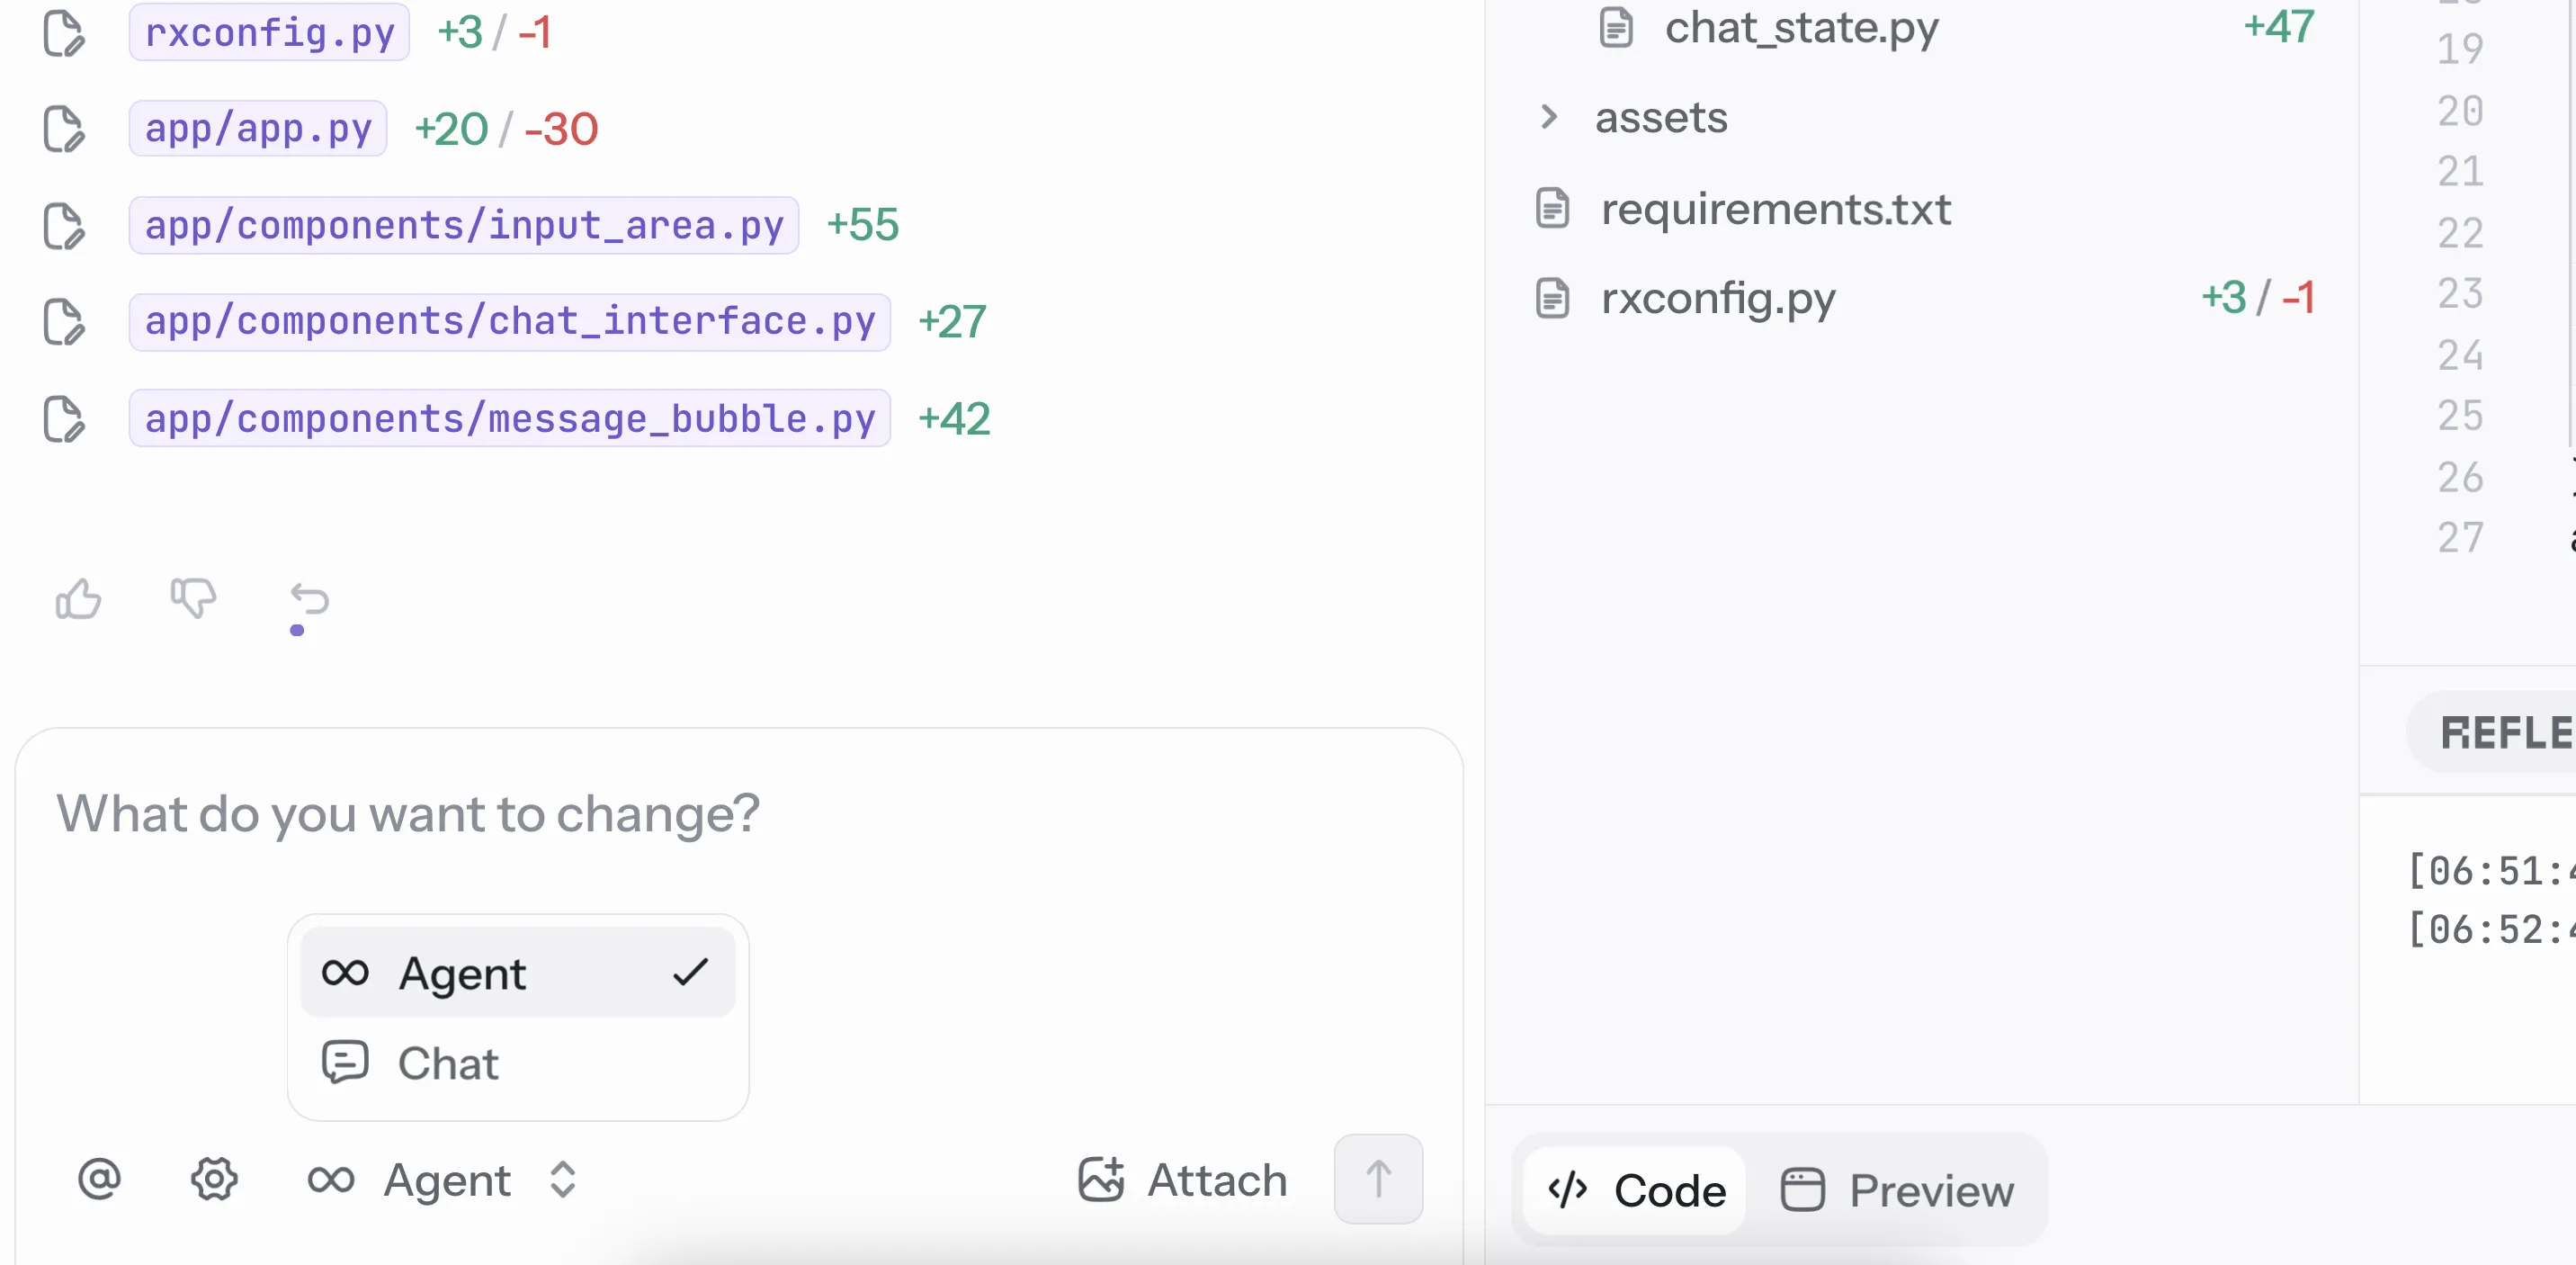 rxconfig.py +3 / -1
app/app.py +20 / -30
app/components/input_area.py +55
app/components/chat_interface.py +27
app/components/message_bubble.py +42
What do you want to change?
Agent
Chat
@ Agent
Attach
chat_state.py +47
assets
requirements.txt
rxconfig.py +3 / -1
</> Code
Preview
19
20
21
22
23
24
25
26
27
REFLE
[06:51:
[06:52: